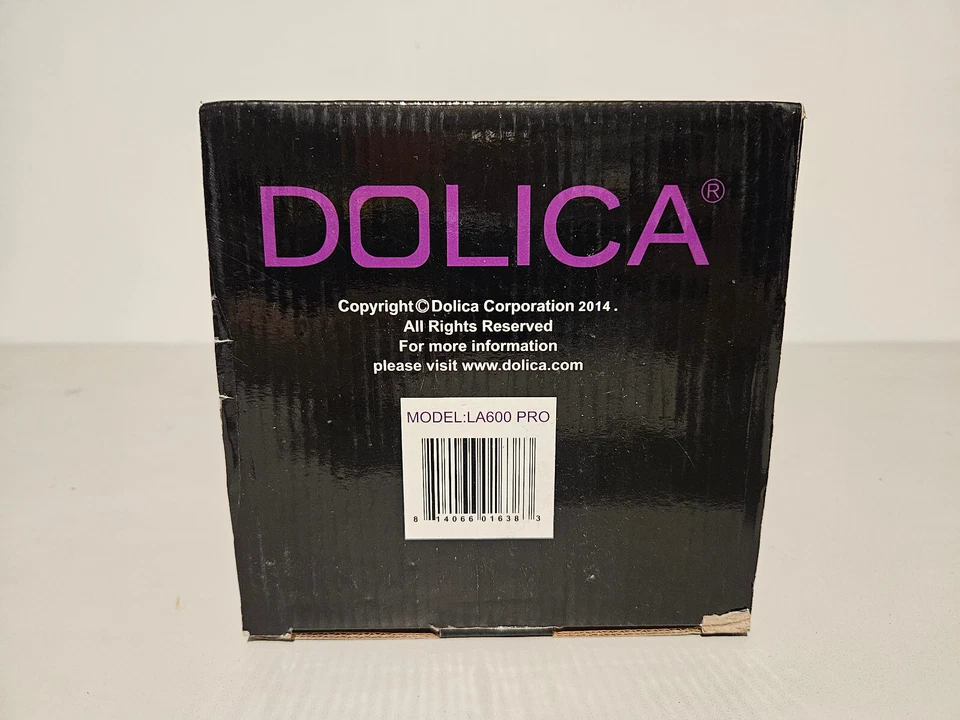 DOLICA®
Copyright © Dolica Corporation 2014 .
All Rights Reserved
For more information
please visit www.dolica.com
MODEL:LA600 PRO
8 14066 01638 3